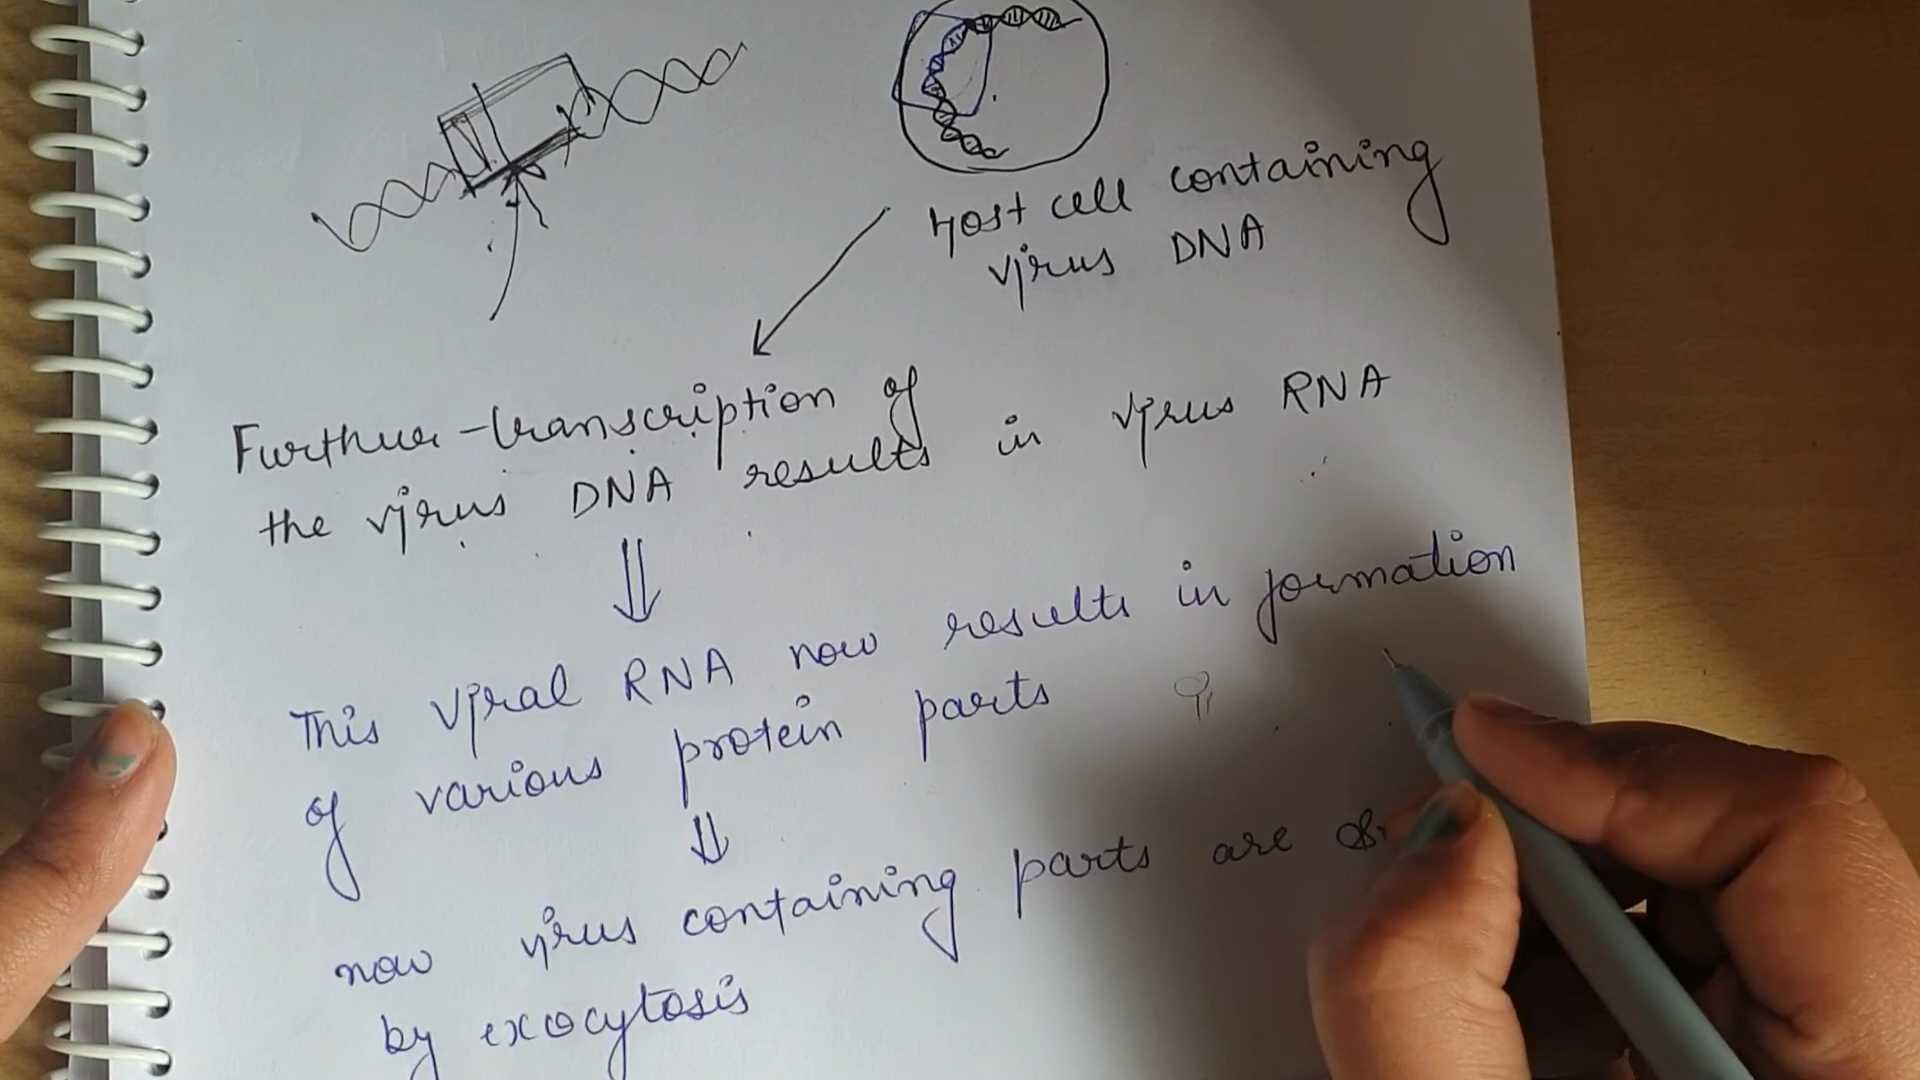 Host cell containing
virus DNA
Further transcription of
the virus DNA results in virus RNA
This viral RNA now results in formation
of various protein parts
now virus containing parts are
by exocytosis